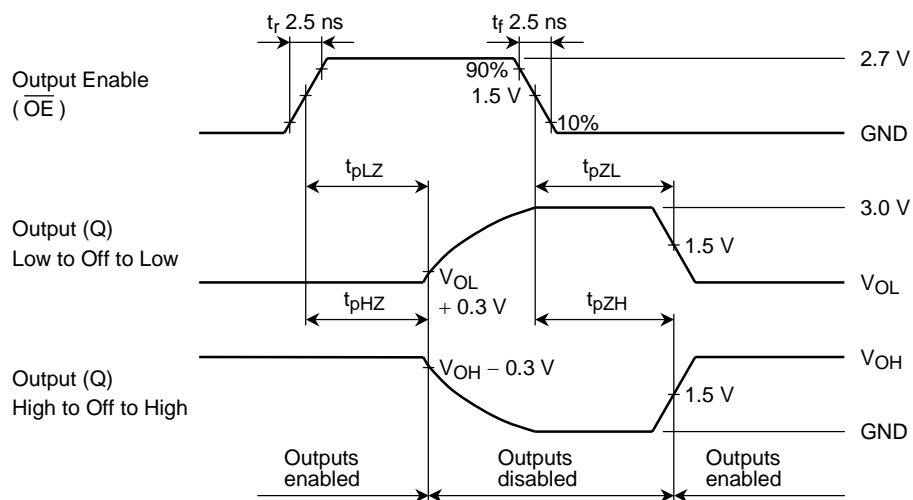 tr 2.5 ns
tf 2.5 ns
Output Enable
( OE )
90%
1.5 V
10%
2.7 V
GND
tpLZ
tpZL
Output (Q)
Low to Off to Low
3.0 V
1.5 V
VOL
+ 0.3 V
VOL
tpHZ
tpZH
Output (Q)
High to Off to High
VOH − 0.3 V
VOH
1.5 V
GND
Outputs
enabled
Outputs
disabled
Outputs
enabled